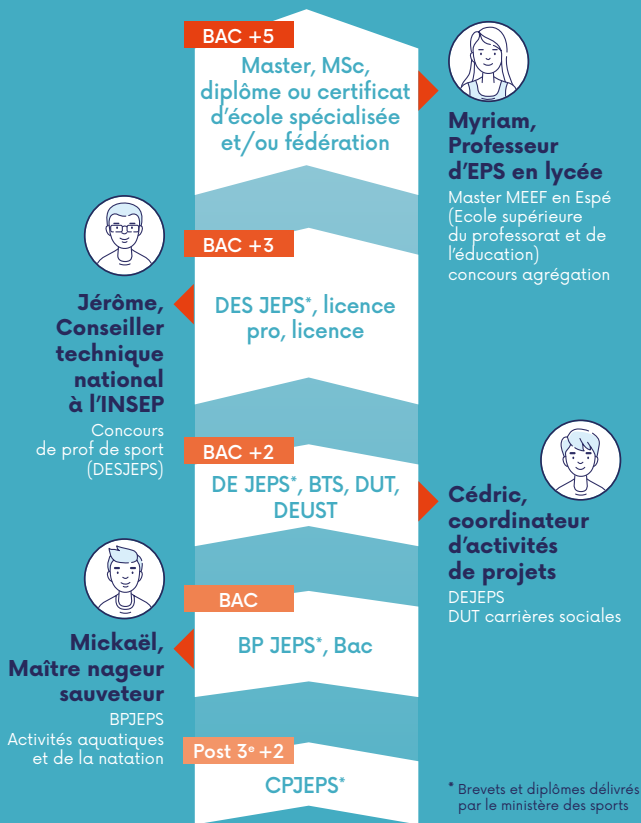 BAC +5
Master, MSc,
diplôme ou certificat
d'école spécialisée
et/ou fédération
Myriam,
Professeur
d'EPS en lycée
Master MEEF en Espé
(Ecole supérieure
du professorat et de
l'éducation)
concours agrégation
BAC +3
DES JEPS*, licence
pro, licence
Jérôme,
Conseiller
technique
national
à l'INSEP
Concours
de prof de sport
(DESJEPS)
BAC +2
DE JEPS*, BTS, DUT,
DEUST
Cédric,
coordinateur
d'activités
de projets
DEJEPS
DUT carrières sociales
BAC
BP JEPS*, Bac
Mickaël,
Maître nageur
sauveteur
BPJEPS
Activités aquatiques
et de la natation
Post 3e +2
CPJEPS*
* Brevets et diplômes délivrés
par le ministère des sports